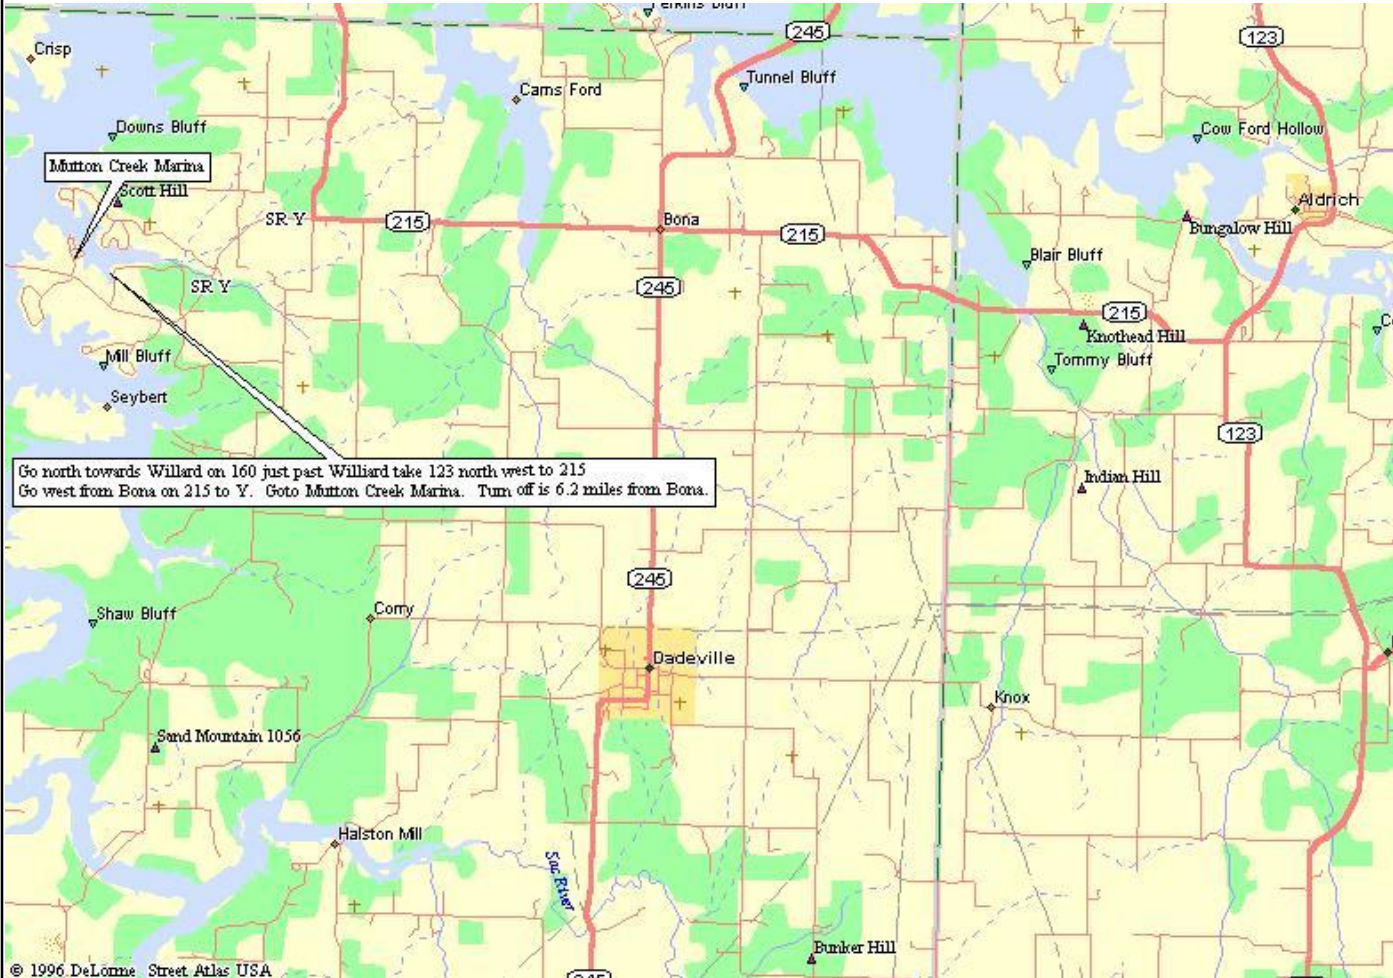 245
123
Crisp
Cams Ford
Tunnel Bluff
Downs Bluff
Cow Ford Hollow
Mutton Creek Marina
Scott Hill
SR Y
215
Bona
215
Aldrich
Bungalow Hill
Blair Bluff
SR Y
245
215
Knothead Hill
Mill Bluff
Tommy Bluff
Seybert
123
Go north towards Willard on 160 just past Williard take 123 north west to 215
Go west from Bona on 215 to Y. Goto Mutton Creek Marina. Turn off is 6.2 miles from Bona.
Indian Hill
245
Shaw Bluff
Corry
Dadeville
Knox
Sand Mountain 1056
Halston Mill
Sac River
Bunker Hill
© 1996 DeLorme Street Atlas USA